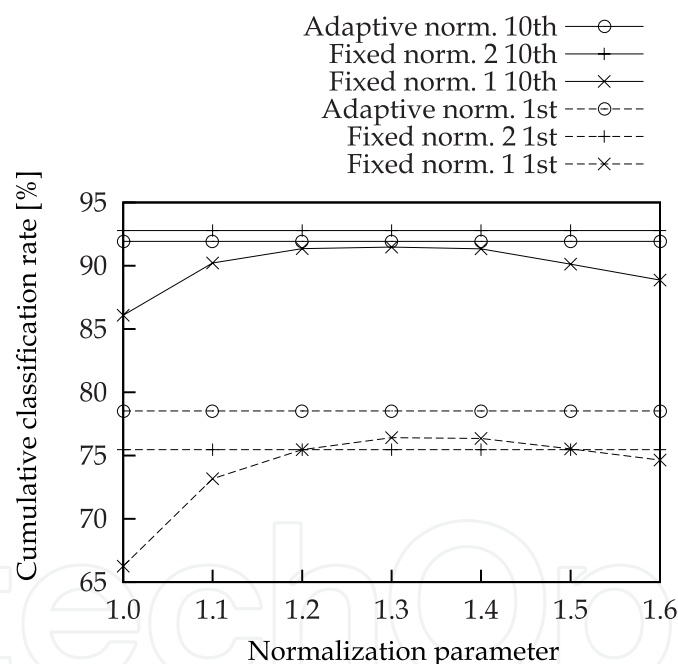 Adaptive norm. 10th
Fixed norm. 2 10th
Fixed norm. 1 10th
Adaptive norm. 1st
Fixed norm. 2 1st
Fixed norm. 1 1st
Cumulative classification rate [%]
95
90
85
80
75
70
65
1.0 1.1 1.2 1.3 1.4 1.5 1.6
Normalization parameter